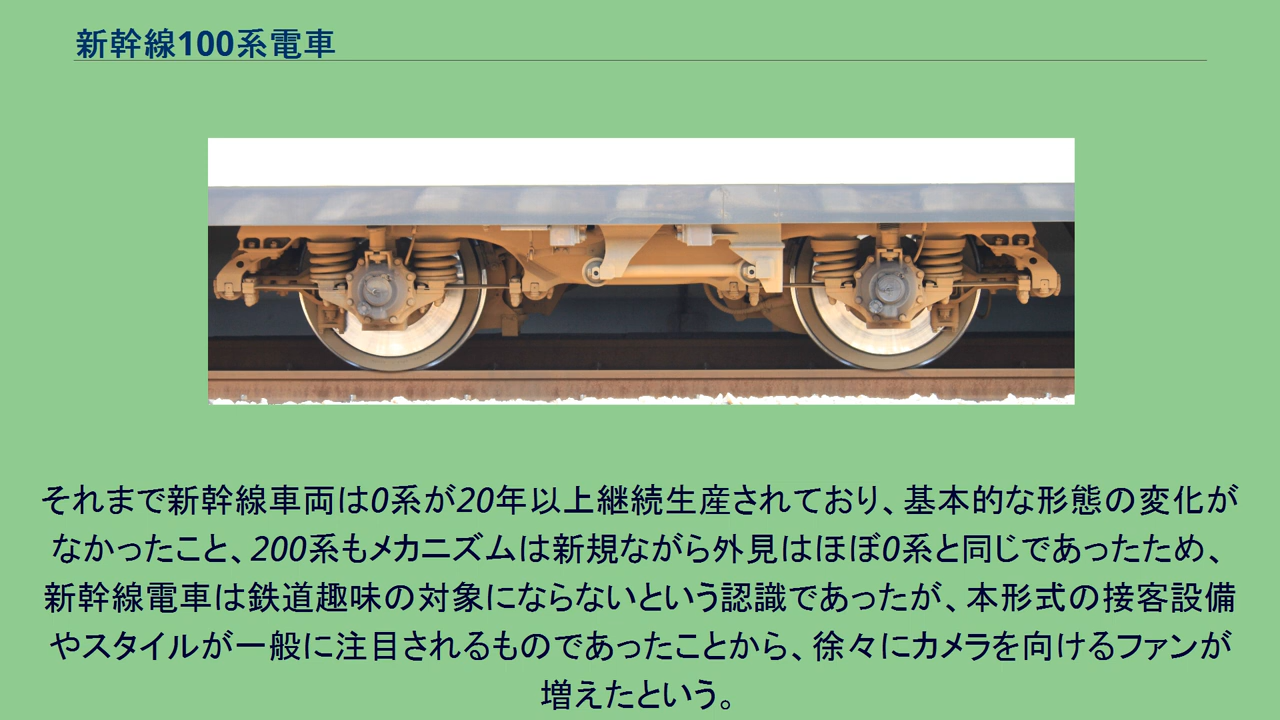 新幹線100系電車
それまで新幹線車両は0系が20年以上継続生産されており、基本的な形態の変化が
なかったこと、200系もメカニズムは新規ながら外見はほぼ0系と同じであったため、
新幹線電車は鉄道趣味の対象にならないという認識であったが、本形式の接客設備
やスタイルが一般に注目されるものであったことから、徐々にカメラを向けるファンが
増えたという。